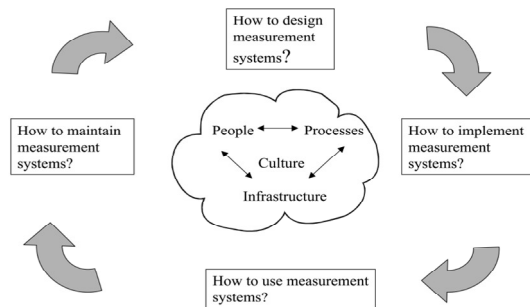 How to design
measurement
systems?
How to maintain
measurement
systems?
People
Processes
Culture
Infrastructure
How to implement
measurement
systems?
How to use measurement
systems?